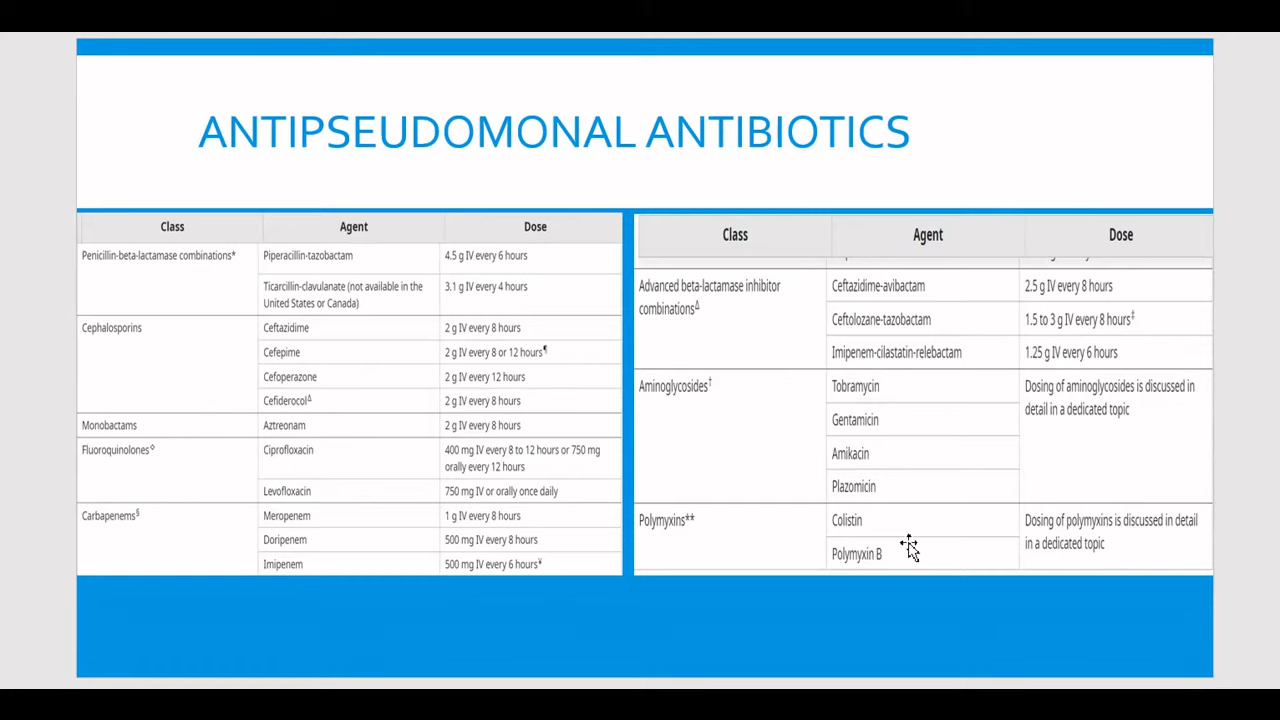 ANTIPSEUDOMONAL ANTIBIOTICS
Class Agent Dose
Penicillin-beta-lactamase combinations* Piperacillin-tazobactam 4.5 g IV every 6 hours
Ticarcillin-clavulanate (not available in the 3.1 g IV every 4 hours
United States or Canada)
Cephalosporins Ceftazidime 2 g IV every 8 hours
Cefepime 2 g IV every 8 or 12 hours¶
Cefoperazone 2 g IV every 12 hours
CefiderocolΔ 2 g IV every 8 hours
Monobactams Aztreonam 2 g IV every 8 hours
Fluoroquinolones◊ Ciprofloxacin 400 mg IV every 8 to 12 hours or 750 mg
orally every 12 hours
Levofloxacin 750 mg IV or orally once daily
Carbapenems§ Meropenem 1 g IV every 8 hours
Doripenem 500 mg IV every 8 hours
Imipenem 500 mg IV every 6 hours¥
Class Agent Dose
Advanced beta-lactamase inhibitor Ceftazidime-avibactam 2.5 g IV every 8 hours
combinationsΔ
Ceftolozane-tazobactam 1.5 to 3 g IV every 8 hours‡
Imipenem-cilastatin-relebactam 1.25 g IV every 6 hours
Aminoglycosides† Tobramycin Dosing of aminoglycosides is discussed in
detail in a dedicated topic
Gentamicin
Amikacin
Plazomicin
Polymyxins** Colistin Dosing of polymyxins is discussed in detail
in a dedicated topic
Polymyxin B